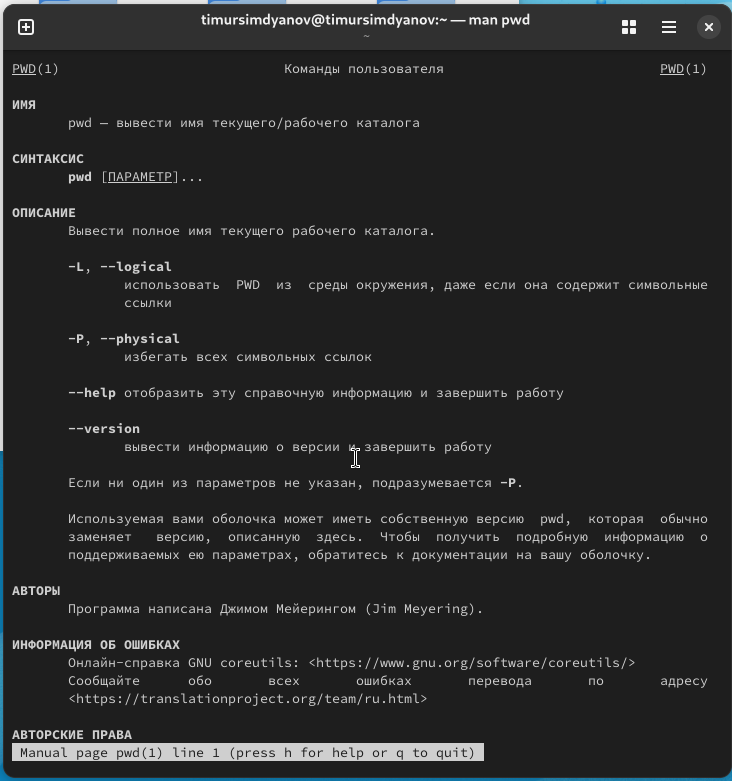 timursimdyanov@timursimdyanov:~ — man pwd
~
PWD(1) Команды пользователя PWD(1)
ИМЯ
pwd — вывести имя текущего/рабочего каталога
СИНТАКСИС
pwd [ПАРАМЕТР]...
ОПИСАНИЕ
Вывести полное имя текущего рабочего каталога.
-L, --logical
использовать PWD из среды окружения, даже если она содержит символьные
ссылки
-P, --physical
избегать всех символьных ссылок
--help отобразить эту справочную информацию и завершить работу
--version
вывести информацию о версии и завершить работу
Если ни один из параметров не указан, подразумевается -P.
Используемая вами оболочка может иметь собственную версию pwd, которая обычно
заменяет версию, описанную здесь. Чтобы получить подробную информацию о
поддерживаемых ею параметрах, обратитесь к документации на вашу оболочку.
АВТОРЫ
Программа написана Джимом Мейерингом (Jim Meyering).
ИНФОРМАЦИЯ ОБ ОШИБКАХ
Онлайн-справка GNU coreutils: <https://www.gnu.org/software/coreutils/>
Сообщайте обо всех ошибках перевода по адресу
<https://translationproject.org/team/ru.html>
АВТОРСКИЕ ПРАВА
Manual page pwd(1) line 1 (press h for help or q to quit)